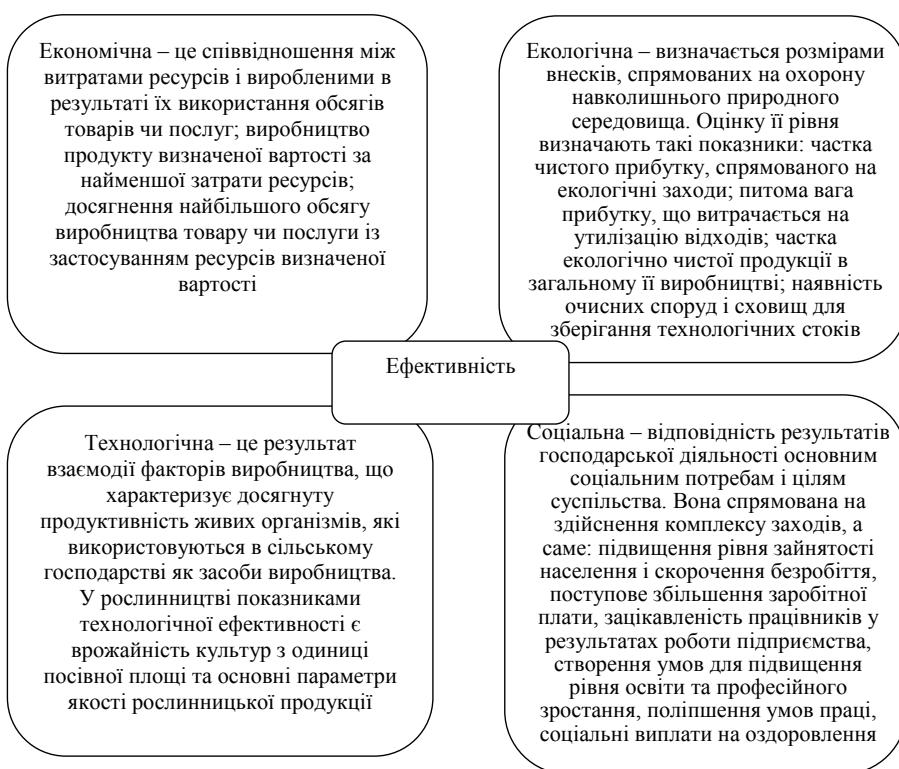 Економічна – це співвідношення між
витратами ресурсів і виробленими в
результаті їх використання обсягів
товарів чи послуг; виробництво
продукту визначеної вартості за
найменшої затрати ресурсів;
досягнення найбільшого обсягу
виробництва товару чи послуги із
застосуванням ресурсів визначеної
вартості
Екологічна – визначається розмірами
внесків, спрямованих на охорону
навколишнього природного
середовища. Оцінку її рівня
визначають такі показники: частка
чистого прибутку, спрямованого на
екологічні заходи; питома вага
прибутку, що витрачається на
утилізацію відходів; частка
екологічно чистої продукції в
загальному її виробництві; наявність
очисних споруд і сховищ для
зберігання технологічних стоків
Ефективність
Технологічна – це результат
взаємодії факторів виробництва, що
характеризує досягнуту
продуктивність живих організмів, які
використовуються в сільському
господарстві як засоби виробництва.
У рослинництві показниками
технологічної ефективності є
врожайність культур з одиниці
посівної площі та основні параметри
якості рослинницької продукції
Соціальна – відповідність результатів
господарської діяльності основним
соціальним потребам і цілям
суспільства. Вона спрямована на
здійснення комплексу заходів, а
саме: підвищення рівня зайнятості
населення і скорочення безробіття,
поступове збільшення заробітної
плати, зацікавленість працівників у
результатах роботи підприємства,
створення умов для підвищення
рівня освіти та професійного
зростання, поліпшення умов праці,
соціальні виплати на оздоровлення